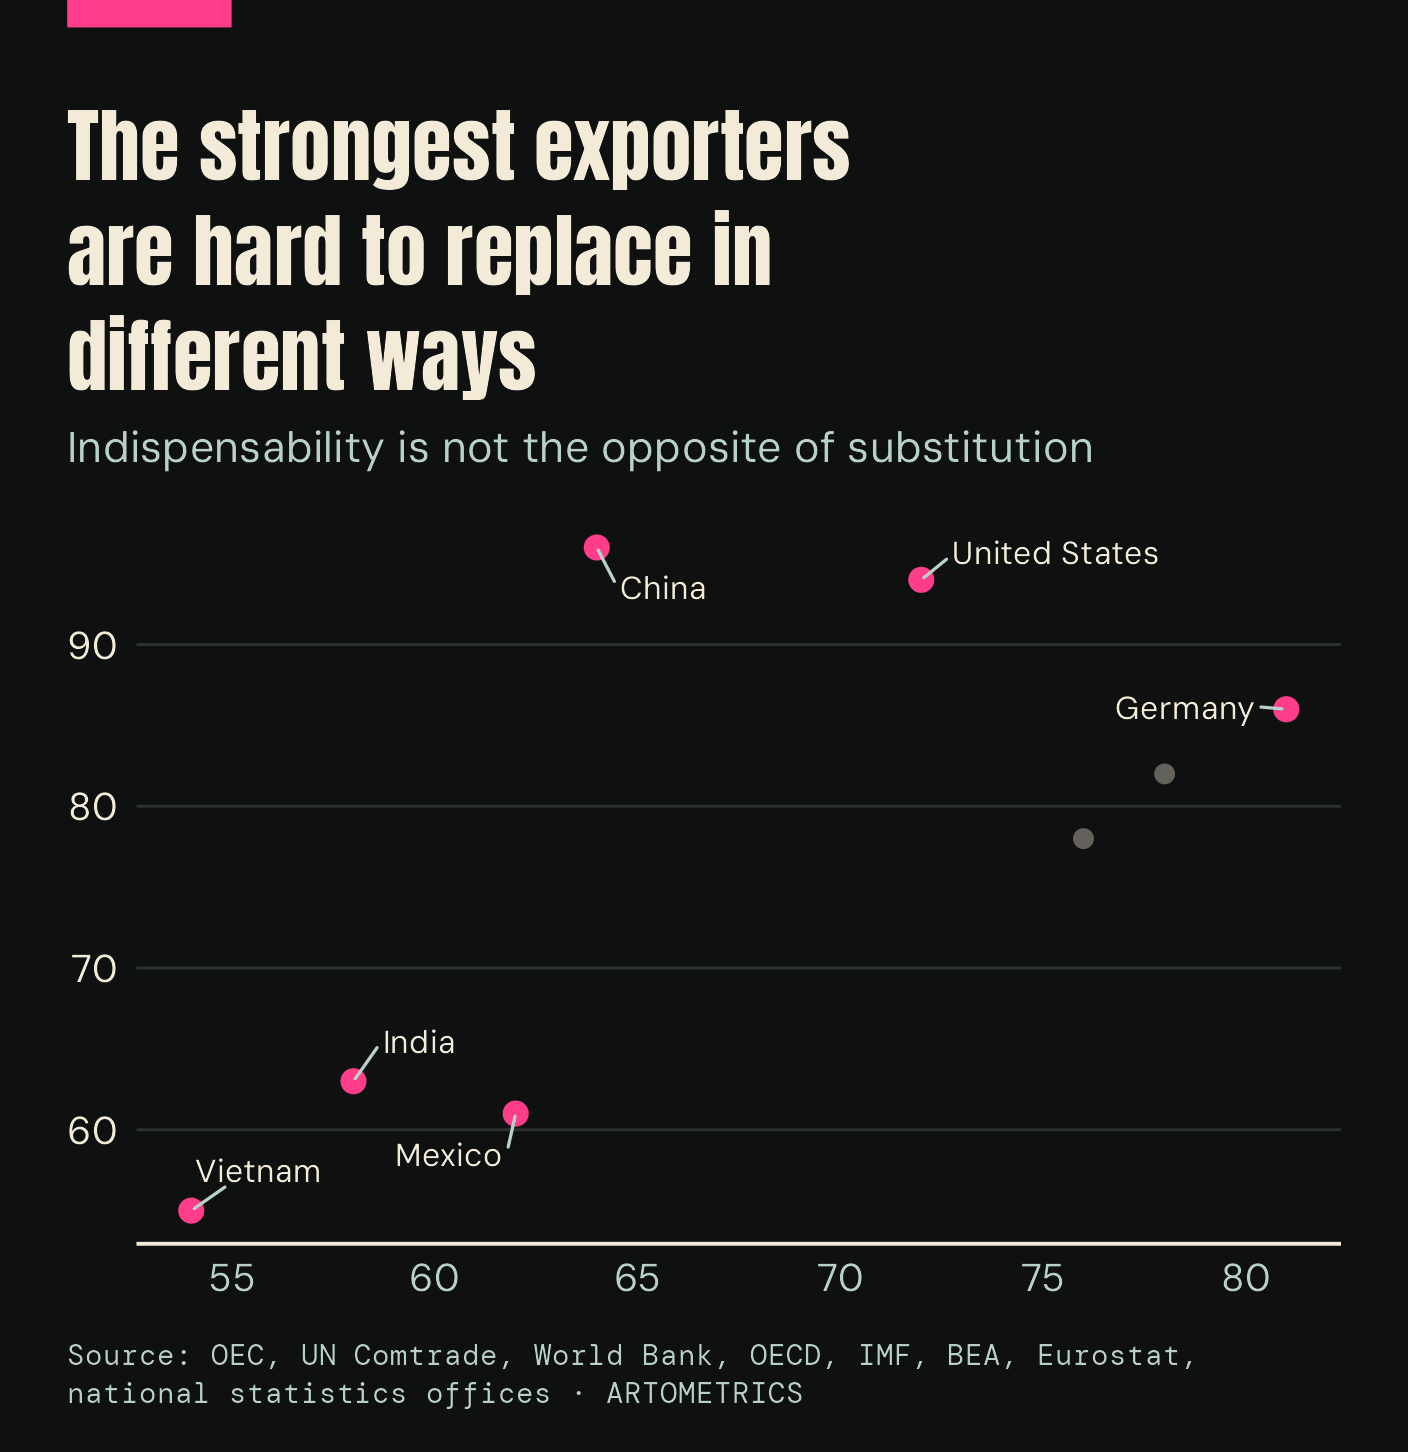 The strongest exporters
are hard to replace in
different ways
Indispensability is not the opposite of substitution
China
United States
90
Germany
80
70
India
60
Mexico
Vietnam
55 60 65 70 75 80
Source: OEC, UN Comtrade, World Bank, OECD, IMF, BEA, Eurostat,
national statistics offices · ARTOMETRICS